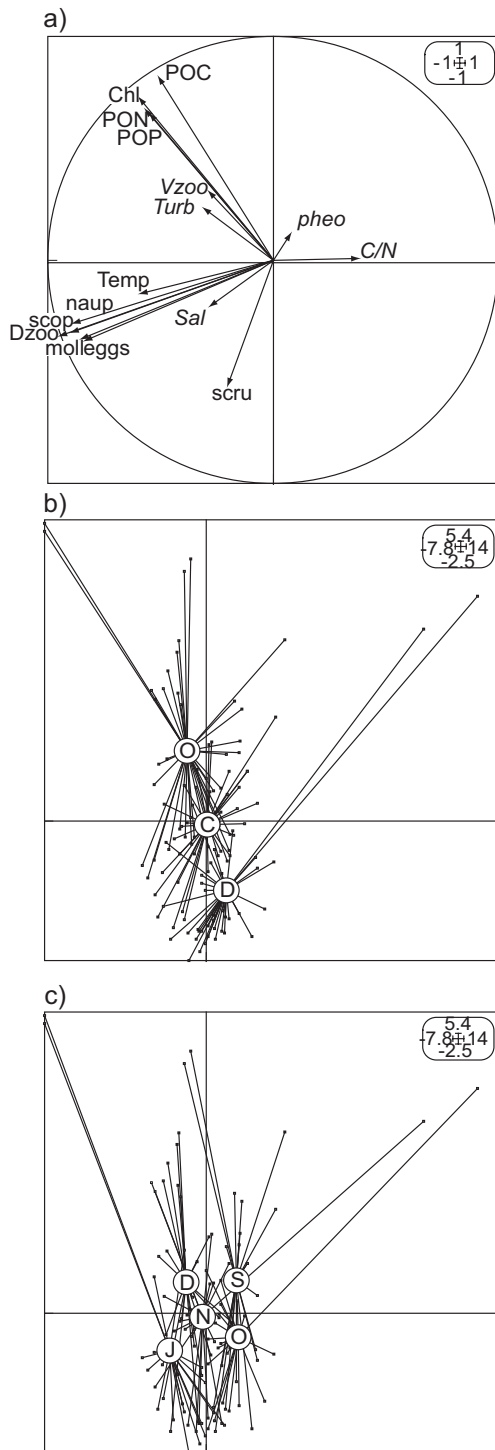 a)
1
-1 1
-1
POC
Chl
PON
POP
Vzoo
Turb
pheo
C/N
Temp
naup
scop
Sal
Dzoo
molleggs
scru
b)
5.4
-7.8 14
-2.5
O
C
D
c)
5.4
-7.8 14
-2.5
D
S
N
O
J